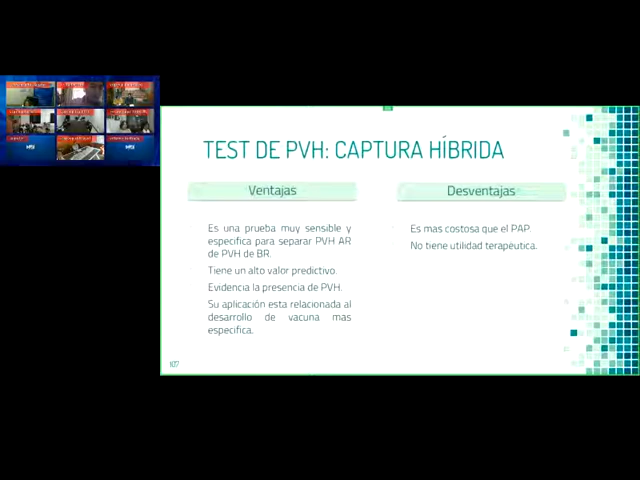 TEST DE PVH: CAPTURA HÍBRIDA
Ventajas
Es una prueba muy sensible y
especifica para separar PVH AR
de PVH de BR.
Tiene un alto valor predictivo.
Evidencia la presencia de PVH.
Su aplicación esta relacionada al
desarrollo de vacuna mas
especifica.
Desventajas
Es mas costosa que el PAP.
No tiene utilidad terapéutica.
107